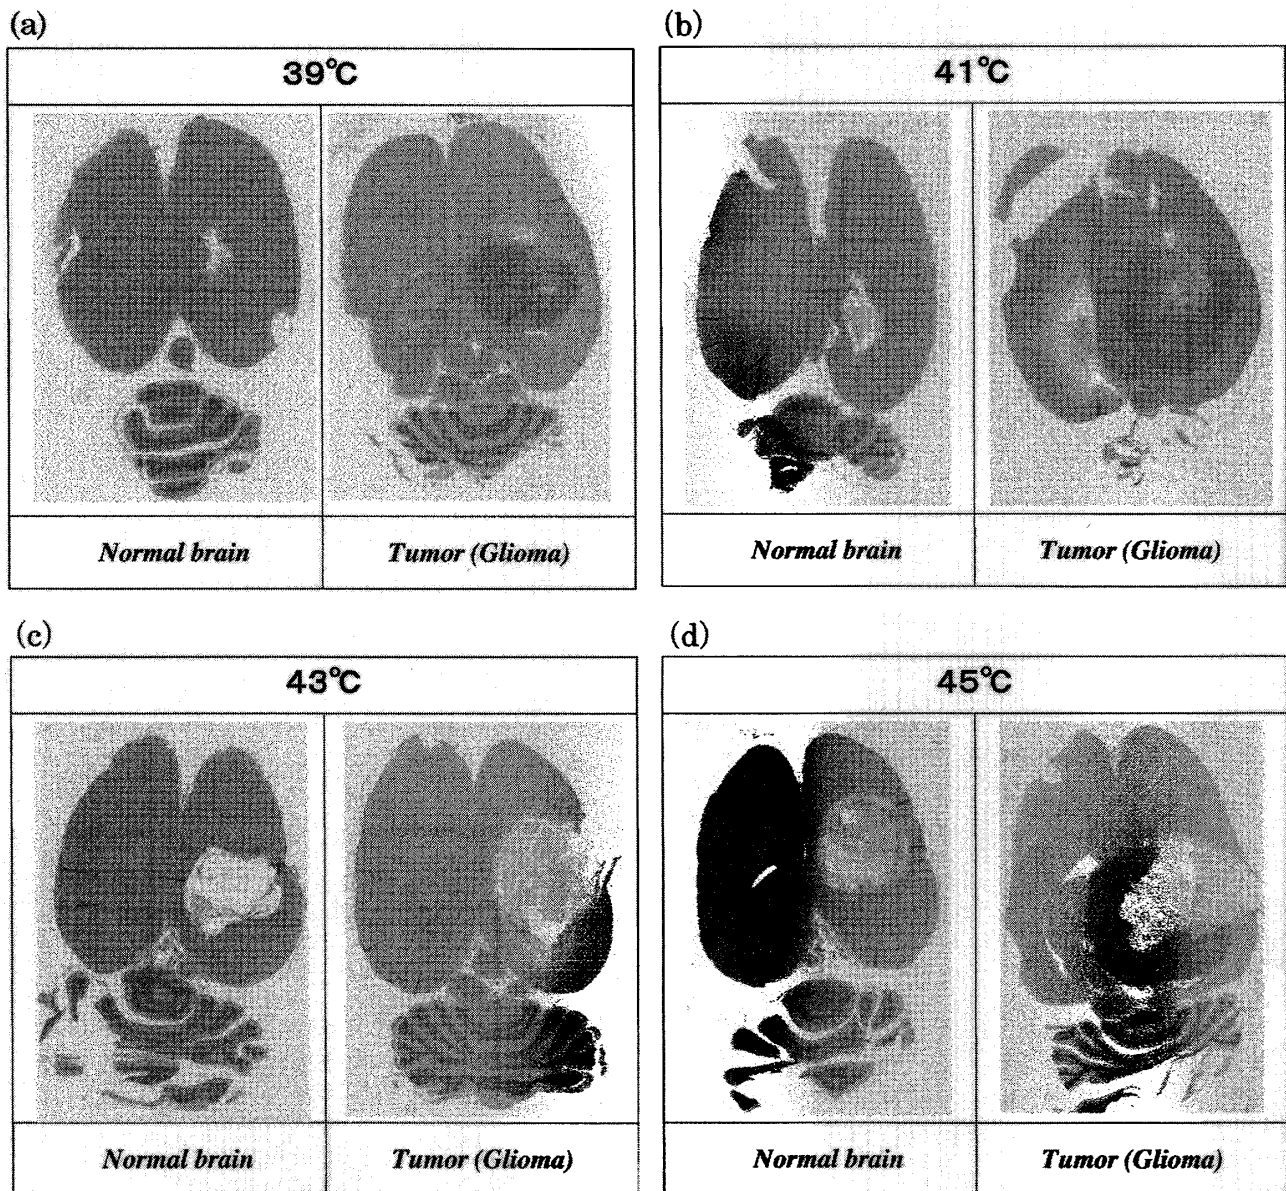 (a)
39℃
Normal brain
Tumor (Glioma)
(b)
41℃
Normal brain
Tumor (Glioma)
(c)
43℃
Normal brain
Tumor (Glioma)
(d)
45℃
Normal brain
Tumor (Glioma)